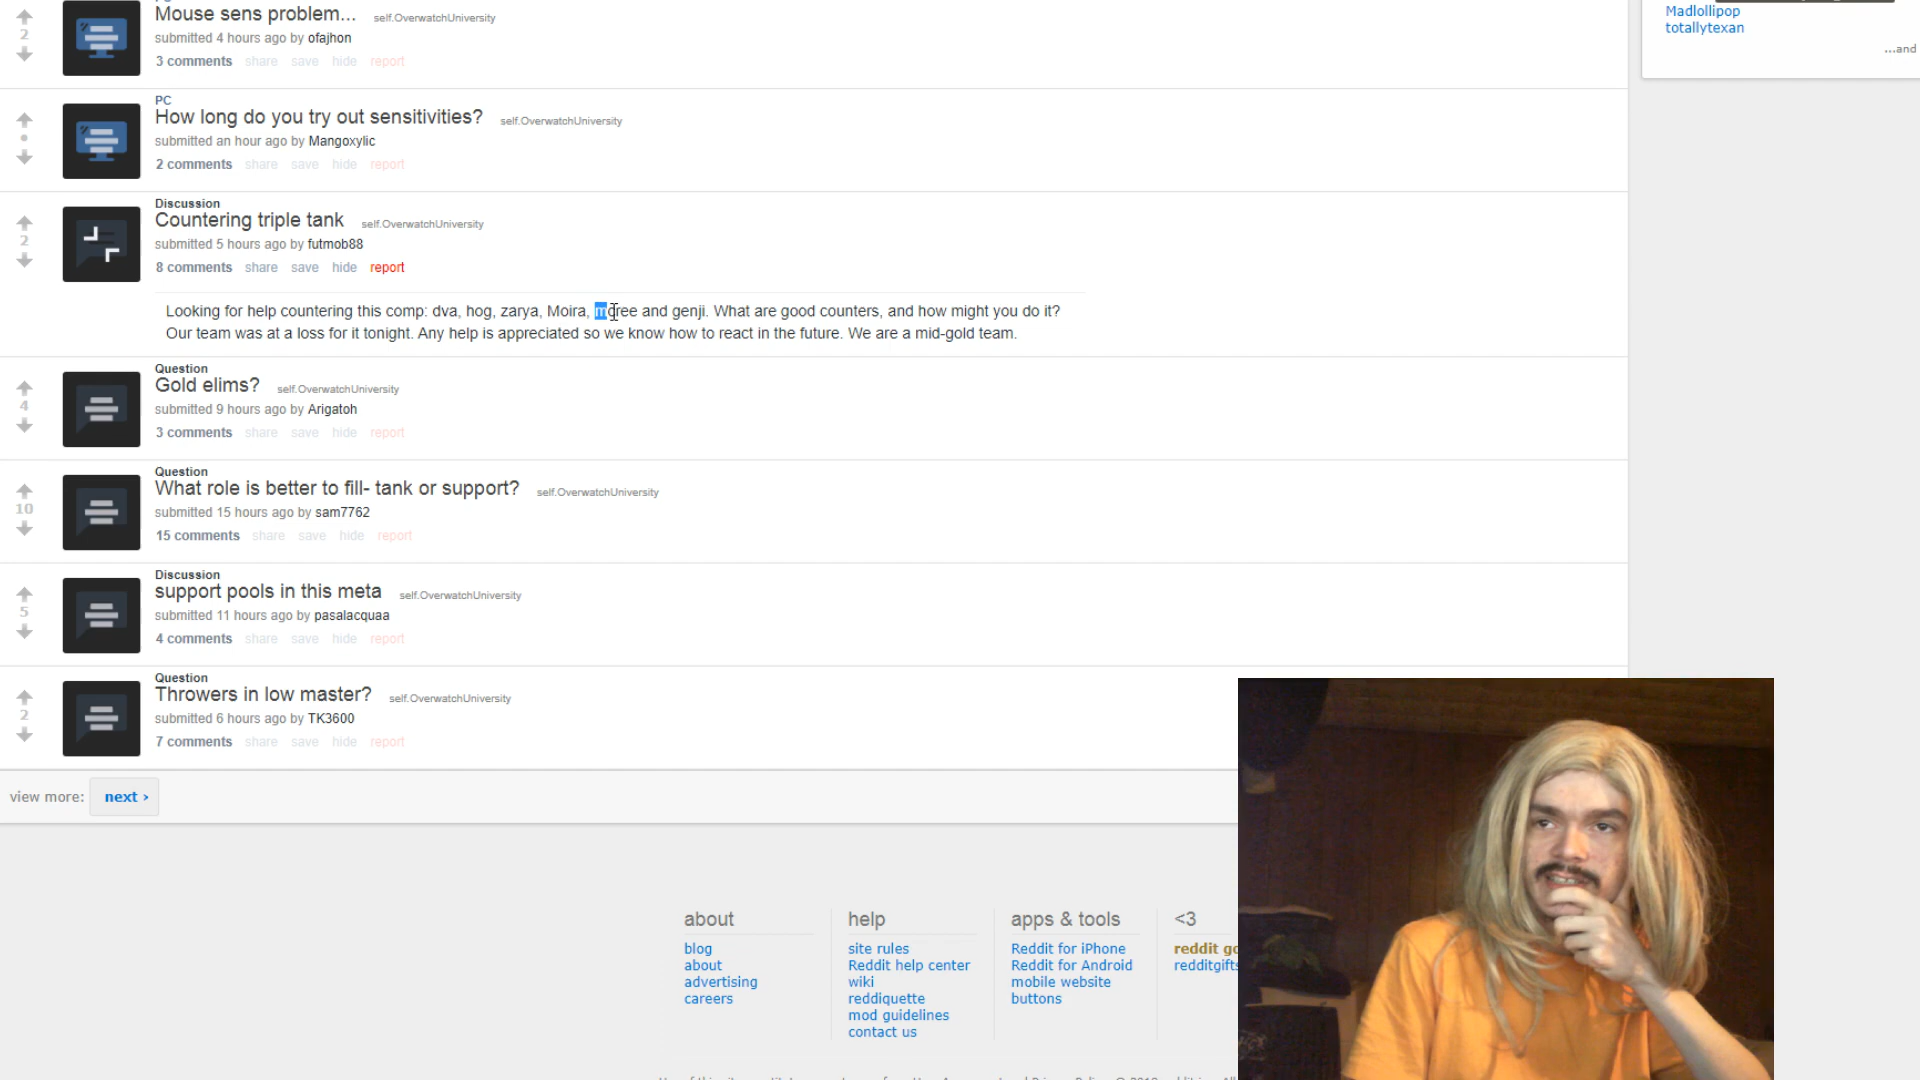 Mouse sens problem... self.OverwatchUniversity
2
submitted 4 hours ago by ofajhon
3 comments share save hide report
PC
How long do you try out sensitivities? self.OverwatchUniversity
•
submitted an hour ago by Mangoxylic
2 comments share save hide report
Discussion
Countering triple tank self.OverwatchUniversity
2
submitted 5 hours ago by futmob88
8 comments share save hide report
Looking for help countering this comp: dva, hog, zarya, Moira, mcree and genji. What are good counters, and how might you do it?
Our team was at a loss for it tonight. Any help is appreciated so we know how to react in the future. We are a mid-gold team.
Question
Gold elims? self.OverwatchUniversity
4
submitted 9 hours ago by Arigatoh
3 comments share save hide report
Question
What role is better to fill- tank or support? self.OverwatchUniversity
10
submitted 15 hours ago by sam7762
15 comments share save hide report
Discussion
support pools in this meta self.OverwatchUniversity
5
submitted 11 hours ago by pasalacquaa
4 comments share save hide report
Question
Throwers in low master? self.OverwatchUniversity
2
submitted 6 hours ago by TK3600
7 comments share save hide report
view more: next ›
Madlollipop
totallytexan
...and
about
blog
about
advertising
careers
help
site rules
Reddit help center
wiki
reddiquette
mod guidelines
contact us
apps & tools
Reddit for iPhone
Reddit for Android
mobile website
buttons
<3
reddit go
redditgifts